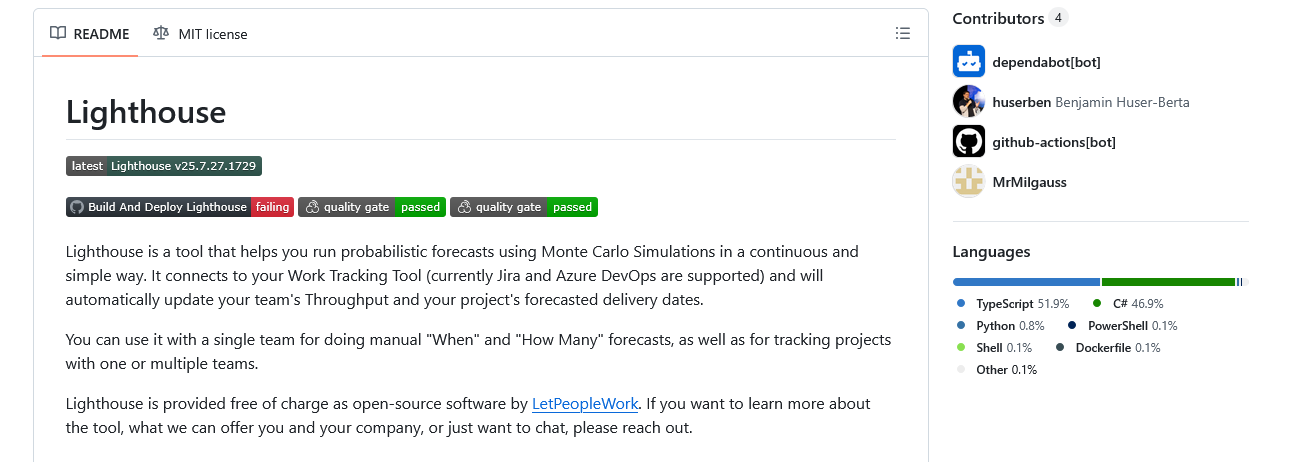 README
MIT license
Lighthouse
latest Lighthouse v25.7.27.1729
Build And Deploy Lighthouse failing quality gate passed quality gate passed
Lighthouse is a tool that helps you run probabilistic forecasts using Monte Carlo Simulations in a continuous and
simple way. It connects to your Work Tracking Tool (currently Jira and Azure DevOps are supported) and will
automatically update your team's Throughput and your project's forecasted delivery dates.
You can use it with a single team for doing manual "When" and "How Many" forecasts, as well as for tracking projects
with one or multiple teams.
Lighthouse is provided free of charge as open-source software by LetPeopleWork. If you want to learn more about
the tool, what we can offer you and your company, or just want to chat, please reach out.
Contributors 4
dependabot[bot]
huserben Benjamin Huser-Berta
github-actions[bot]
MrMilgauss
Languages
TypeScript 51.9% C# 46.9%
Python 0.8% PowerShell 0.1%
Shell 0.1% Dockerfile 0.1%
Other 0.1%